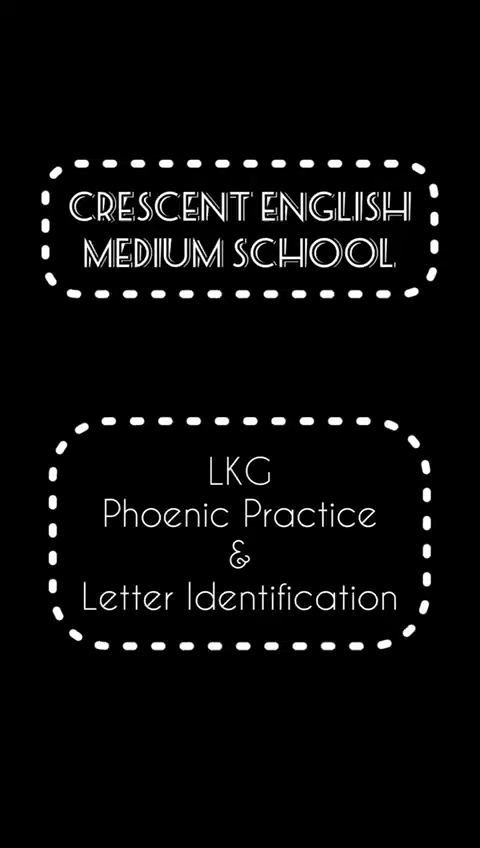 CRESCENT ENGLISH
MEDIUM SCHOOL
LKG
Phoenic Practice
&
Letter Identification